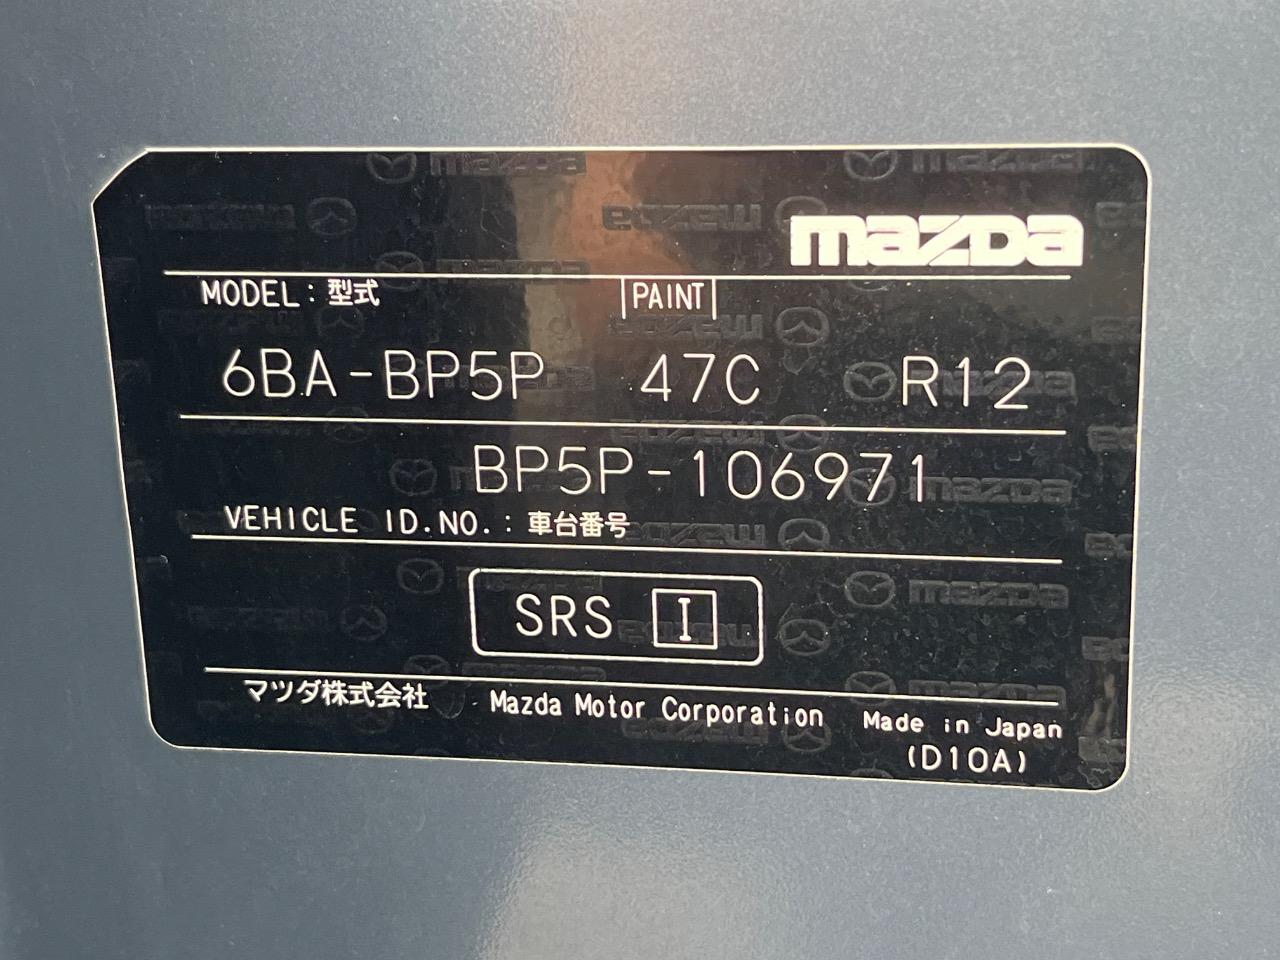 mazda
MODEL：型式 PAINT
6BA-BP5P 47C R12
BP5P-106971
VEHICLE ID.NO.：車台番号
SRS I
マツダ株式会社 Mazda Motor Corporation Made in Japan
(D10A)